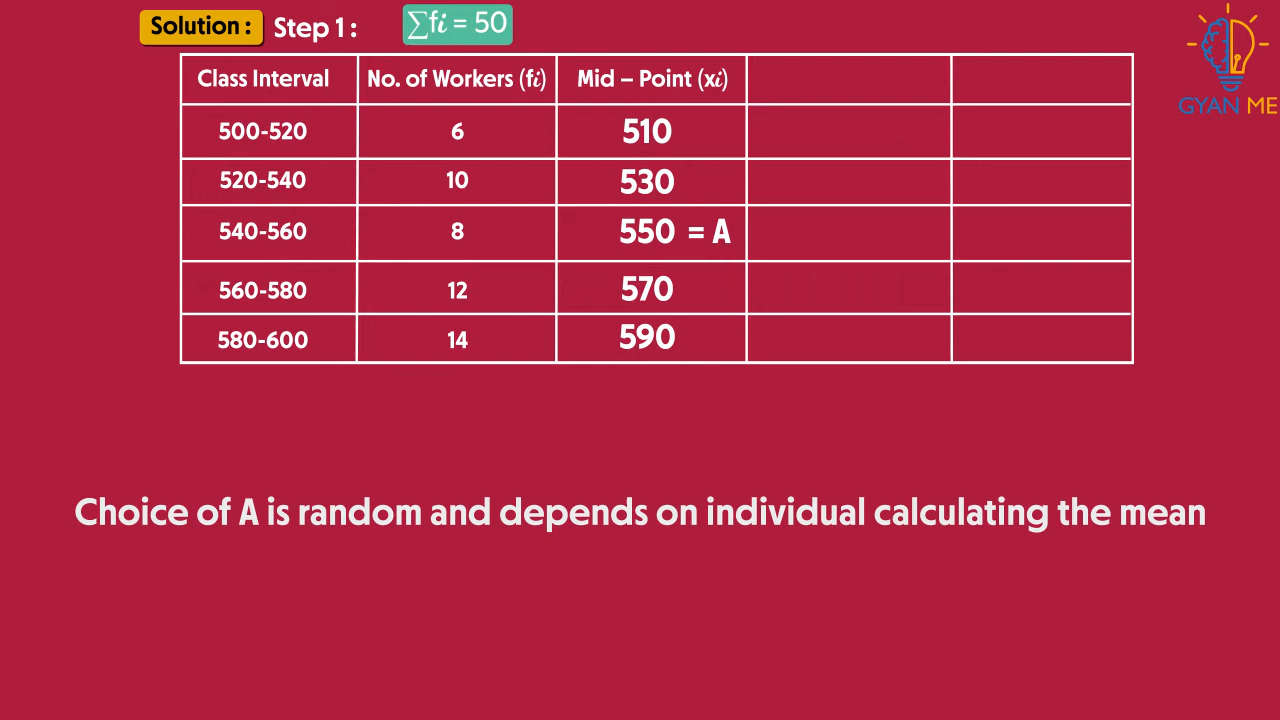 Solution : Step 1 : ∑fi = 50
Class Interval No. of Workers (fi) Mid – Point (xi)
500-520 6 510
520-540 10 530
540-560 8 550 = A
560-580 12 570
580-600 14 590
Choice of A is random and depends on individual calculating the mean
GYAN ME